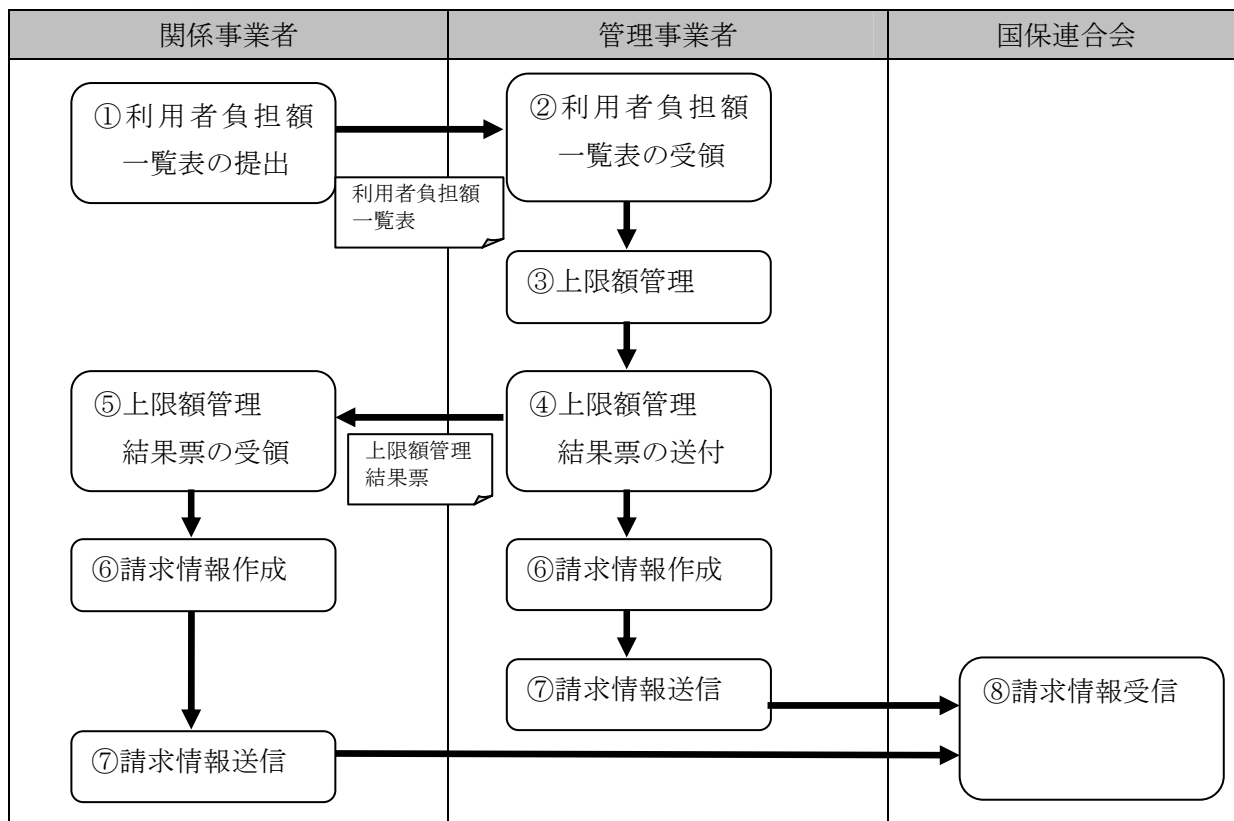 関係事業者
管理事業者
国保連合会
①利用者負担額
一覧表の提出
②利用者負担額
一覧表の受領
利用者負担額
一覧表
③上限額管理
⑤上限額管理
結果票の受領
④上限額管理
結果票の送付
上限額管理
結果票
⑥請求情報作成
⑥請求情報作成
⑦請求情報送信
⑧請求情報受信
⑦請求情報送信